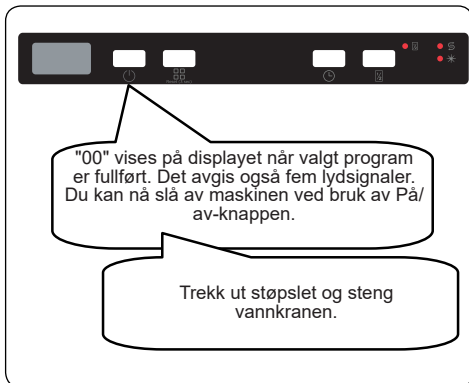 "00" vises på displayet når valgt program
er fullført. Det avgis også fem lydsignaler.
Du kan nå slå av maskinen ved bruk av På/
av-knappen.
Trekk ut støpslet og steng
vannkranen.